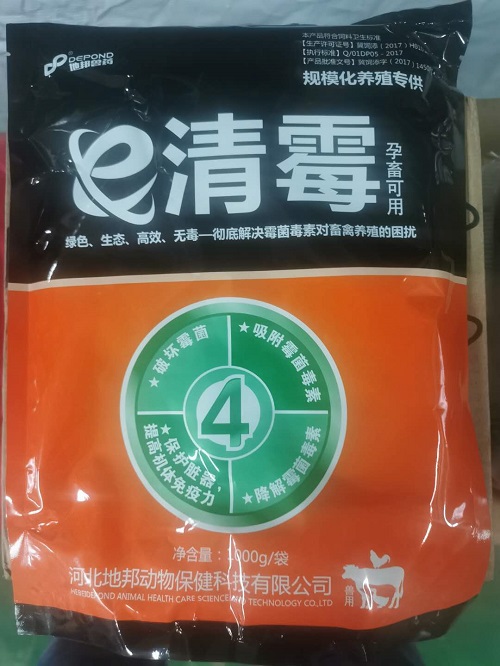 DEPOND
地邦兽药
本产品符合饲料卫生标准
【生产许可证号】冀饲添（2017）H01
【执行标准】Q/01DP05－2017
【产品批准文号】冀饲添字（2017）145
规模化养殖专供
e清霉
孕畜可用
绿色、生态、高效、无毒—彻底解决霉菌毒素对畜禽养殖的困扰
★破坏霉菌
★吸附霉菌毒素
4
★保护脏器，
提高机体免疫力
★降解霉菌毒素
净含量：1000g/袋
河北地邦动物保健科技有限公司
HEBEI DEPOND ANIMAL HEALTH CARE SCIENCE AND TECHNOLOGY CO.,LTD
兽用